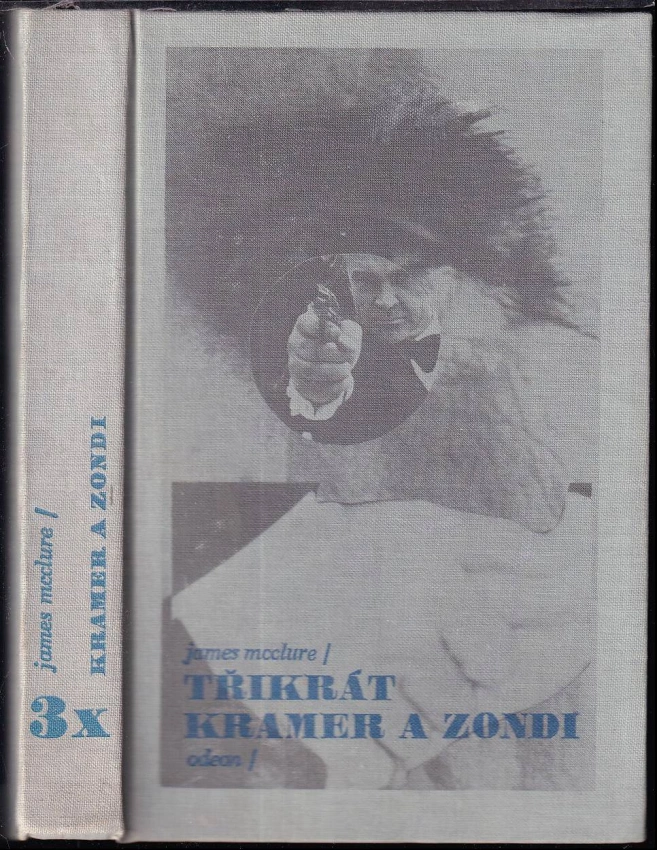 james mcclure /
KRAMER A ZONDI
3x
james mcclure /
TŘIKRÁT
KRAMER A ZONDI
odeon /